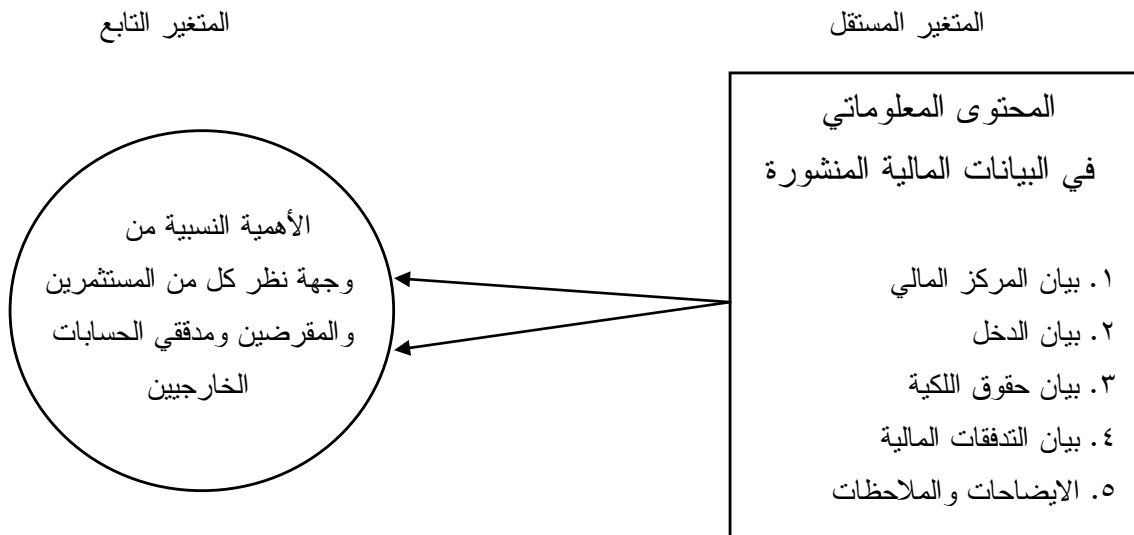 المتغير المستقل
المتغير التابع
المحتوى المعلوماتي
في البيانات المالية المنشورة
١. بيان المركز المالي
٢. بيان الدخل
٣. بيان حقوق اللكية
٤. بيان التدفقات المالية
٥. الايضاحات والملاحظات
الأهمية النسبية من
وجهة نظر كل من المستثمرين
والمقرضين ومدققي الحسابات
الخارجيين